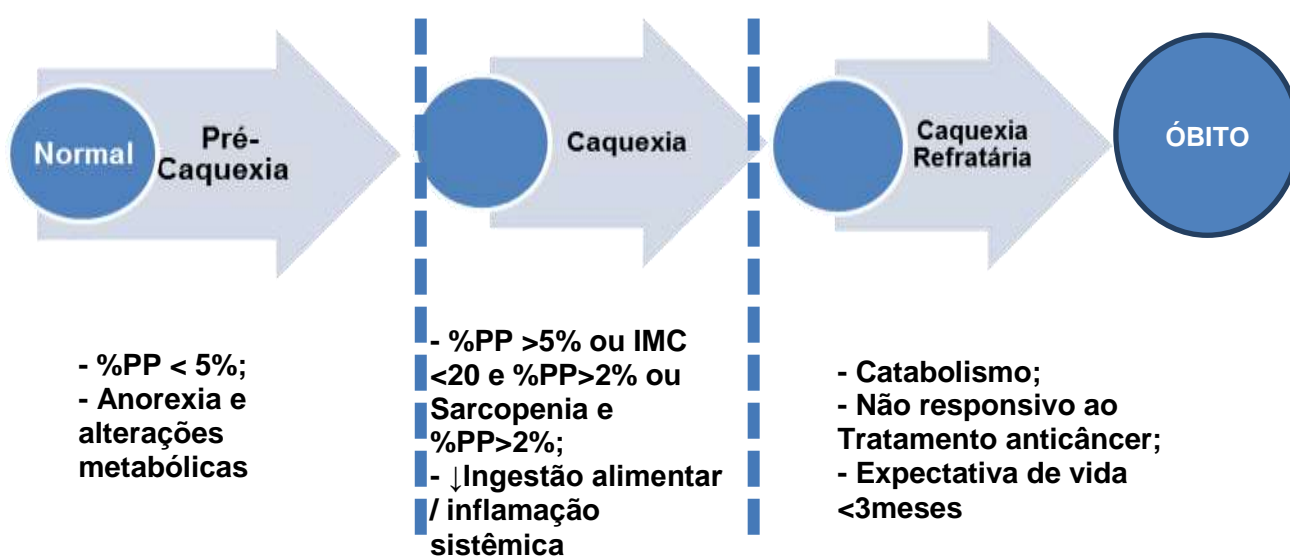 Normal
Pré-
Caquexia
Caquexia
Caquexia
Refratária
ÓBITO
- %PP < 5%;
- Anorexia e
alterações
metabólicas
- %PP >5% ou IMC
<20 e %PP>2% ou
Sarcopenia e
%PP>2%;
- ↓Ingestão alimentar
/ inflamação
sistêmica
- Catabolismo;
- Não responsivo ao
Tratamento anticâncer;
- Expectativa de vida
<3meses